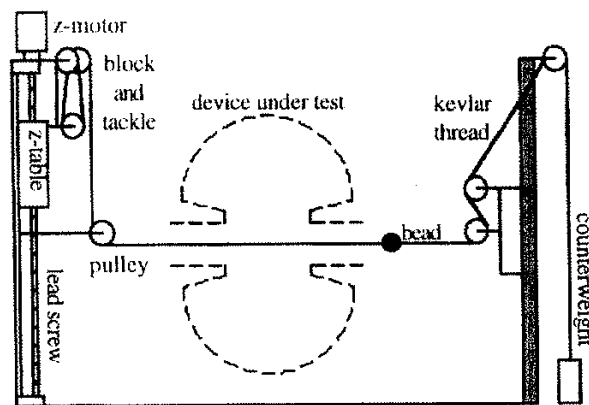 z-motor
block
and
tackle
device under test
kevlar
thread
z-table
bead
pulley
lead screw
counterweight